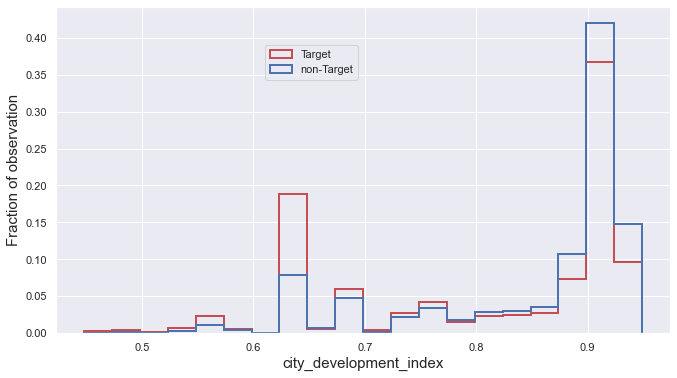 0.40
0.35
0.30
0.25
0.20
0.15
0.10
0.05
0.00
Fraction of observation
Target
non-Target
0.5 0.6 0.7 0.8 0.9
city_development_index